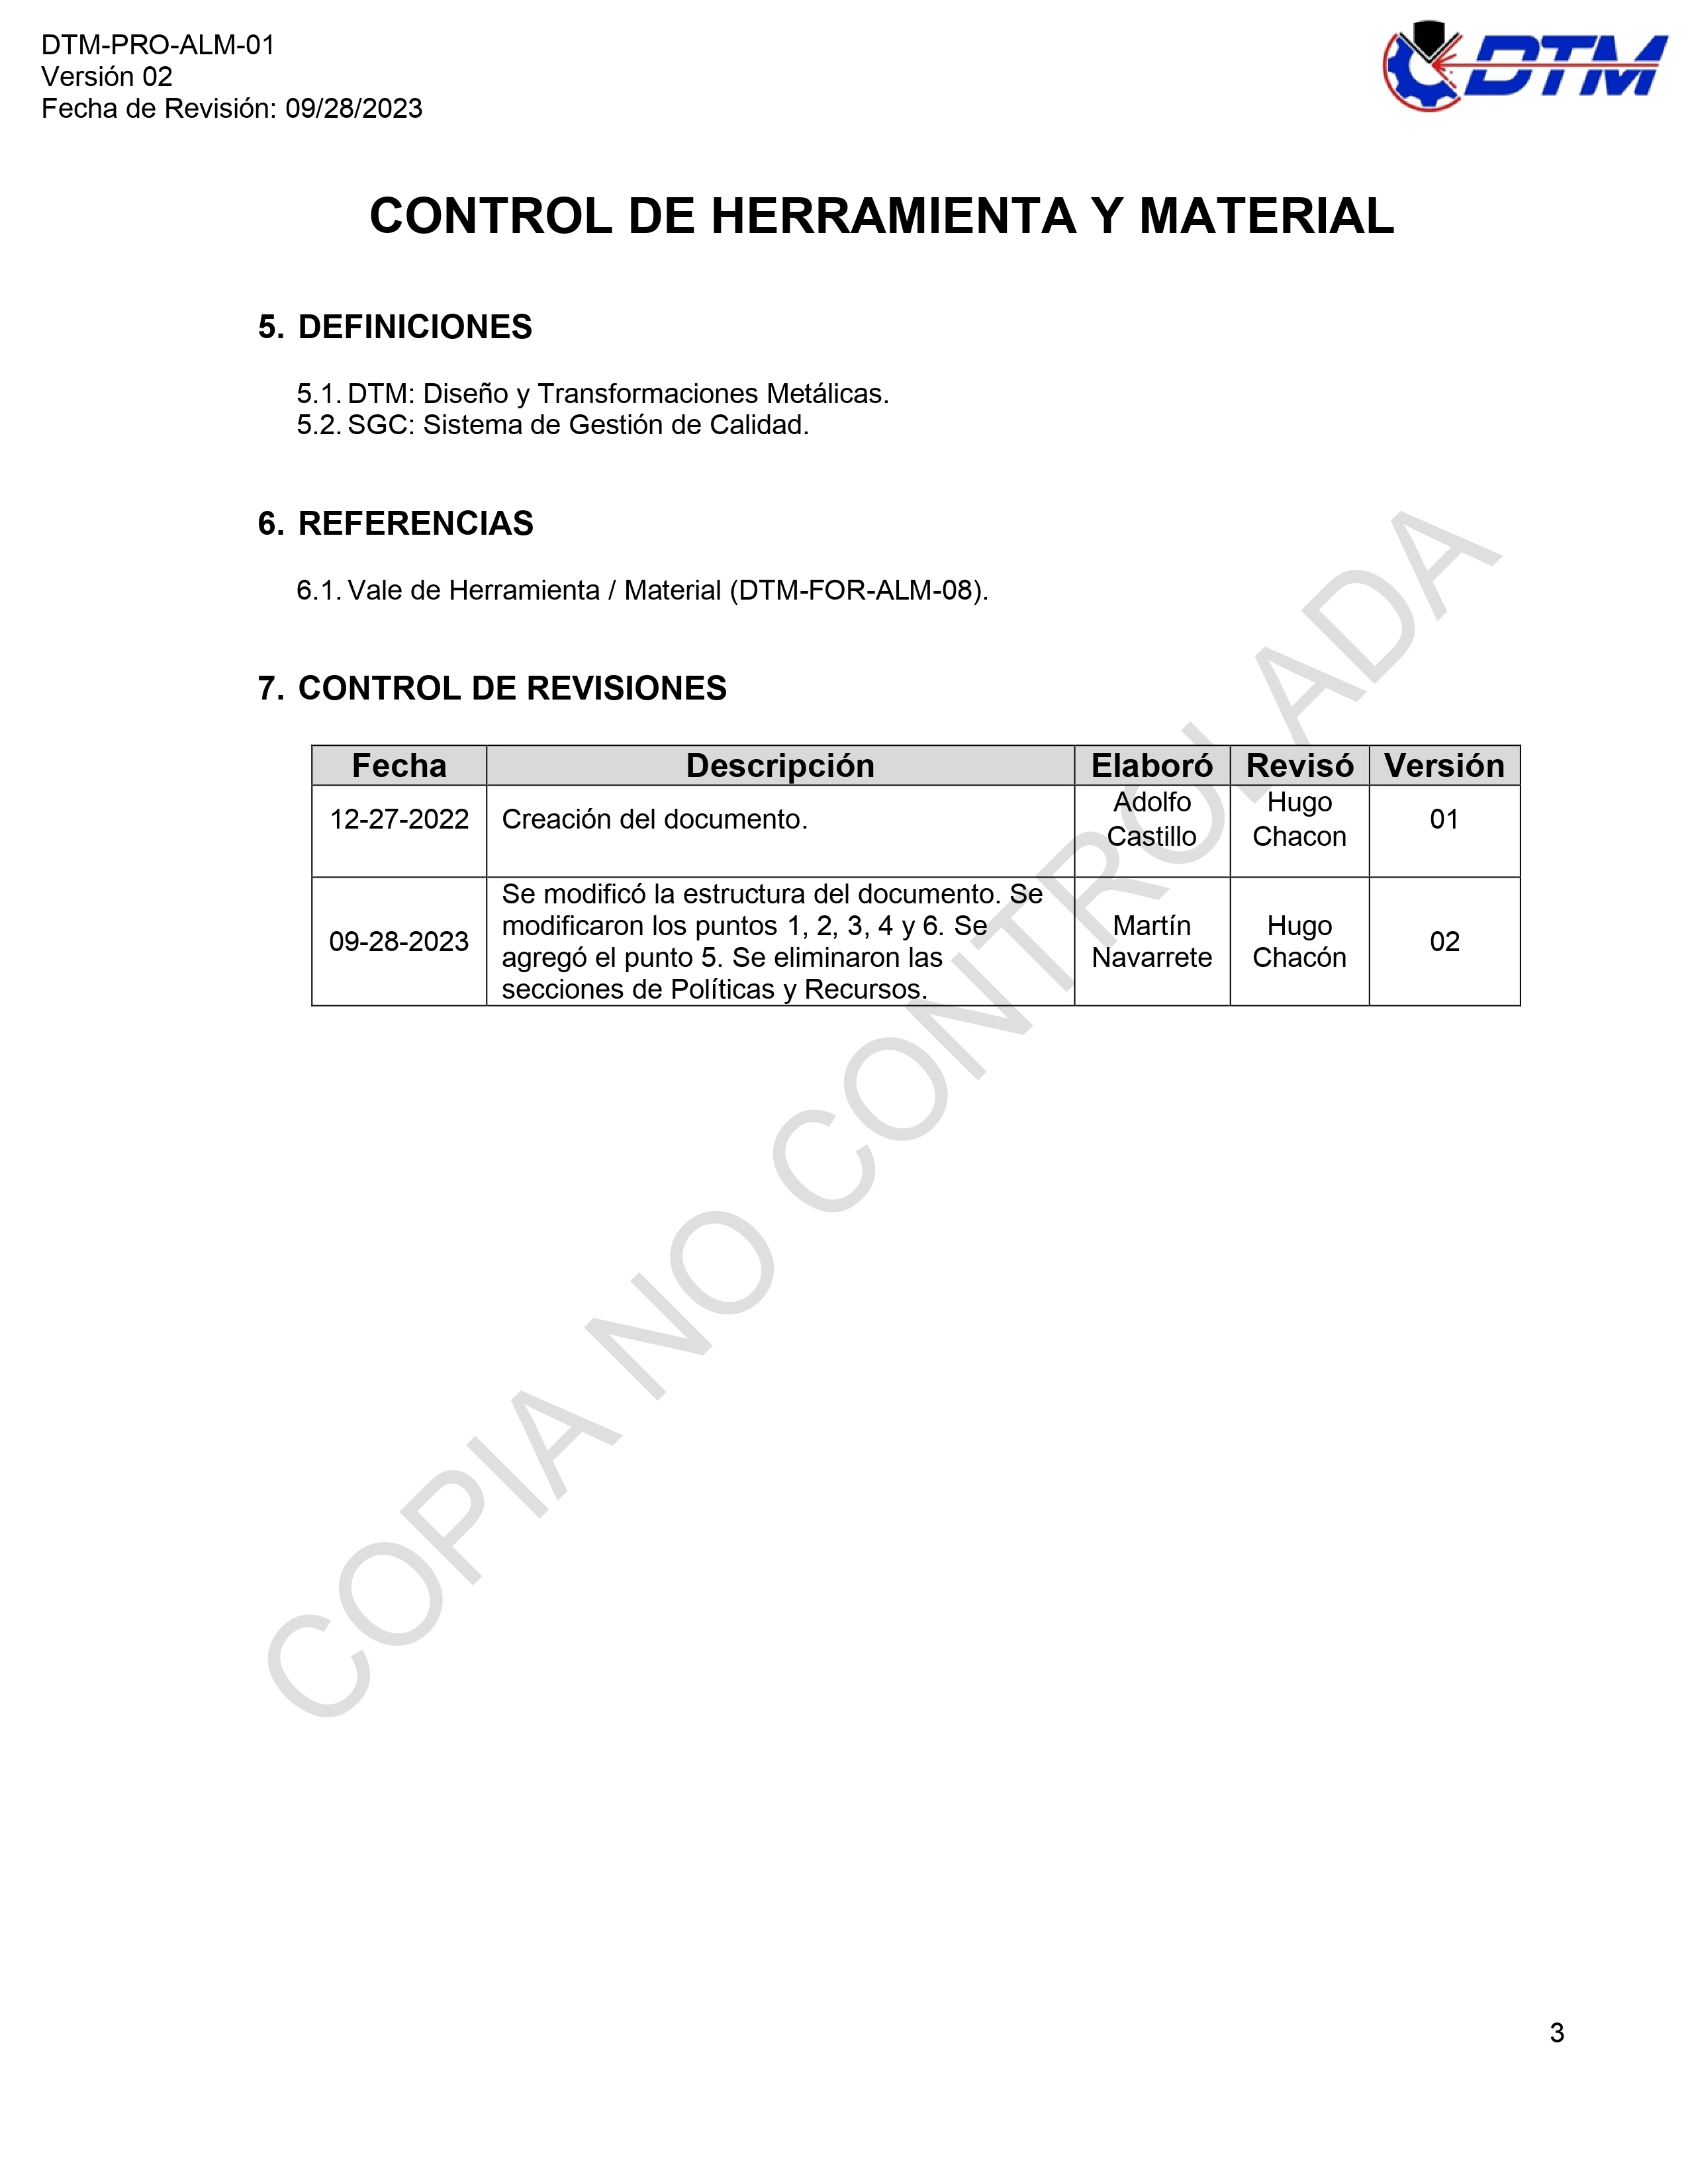 DTM-PRO-ALM-01
Versión 02
Fecha de Revisión: 09/28/2023
DTM
CONTROL DE HERRAMIENTA Y MATERIAL
5. DEFINICIONES
5.1. DTM: Diseño y Transformaciones Metálicas.
5.2. SGC: Sistema de Gestión de Calidad.
6. REFERENCIAS
6.1. Vale de Herramienta / Material (DTM-FOR-ALM-08).
7. CONTROL DE REVISIONES
Fecha Descripción Elaboró Revisó Versión
12-27-2022 Creación del documento. Adolfo Castillo Hugo Chacon 01
09-28-2023 Se modificó la estructura del documento. Se
modificaron los puntos 1, 2, 3, 4 y 6. Se
agregó el punto 5. Se eliminaron las
secciones de Políticas y Recursos.
Martín Navarrete Hugo Chacón 02
COPIA NO CONTROLADA
3